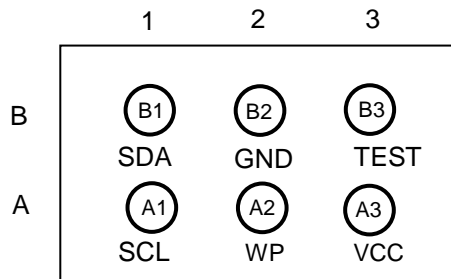 1 2 3
B B1 B2 B3
SDA GND TEST
A A1 A2 A3
SCL WP VCC